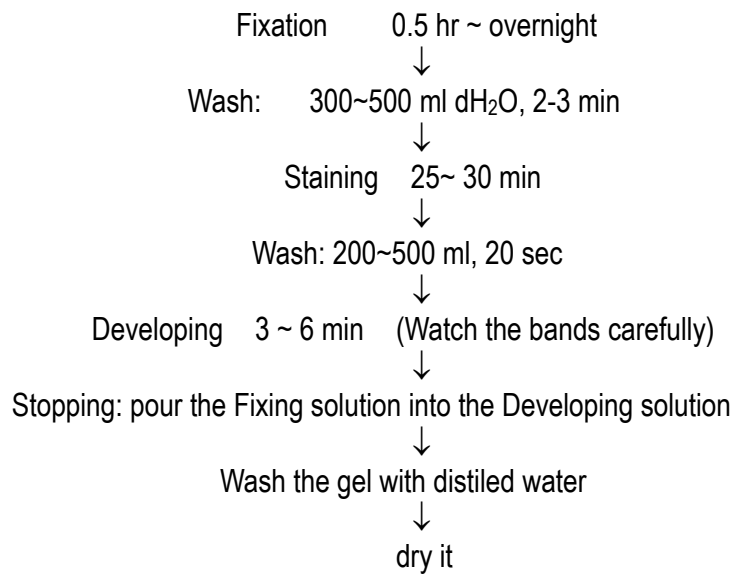 Fixation 0.5 hr ~ overnight
↓
Wash: 300~500 ml dH₂O, 2-3 min
↓
Staining 25~ 30 min
↓
Wash: 200~500 ml, 20 sec
↓
Developing 3 ~ 6 min (Watch the bands carefully)
↓
Stopping: pour the Fixing solution into the Developing solution
↓
Wash the gel with distiled water
↓
dry it